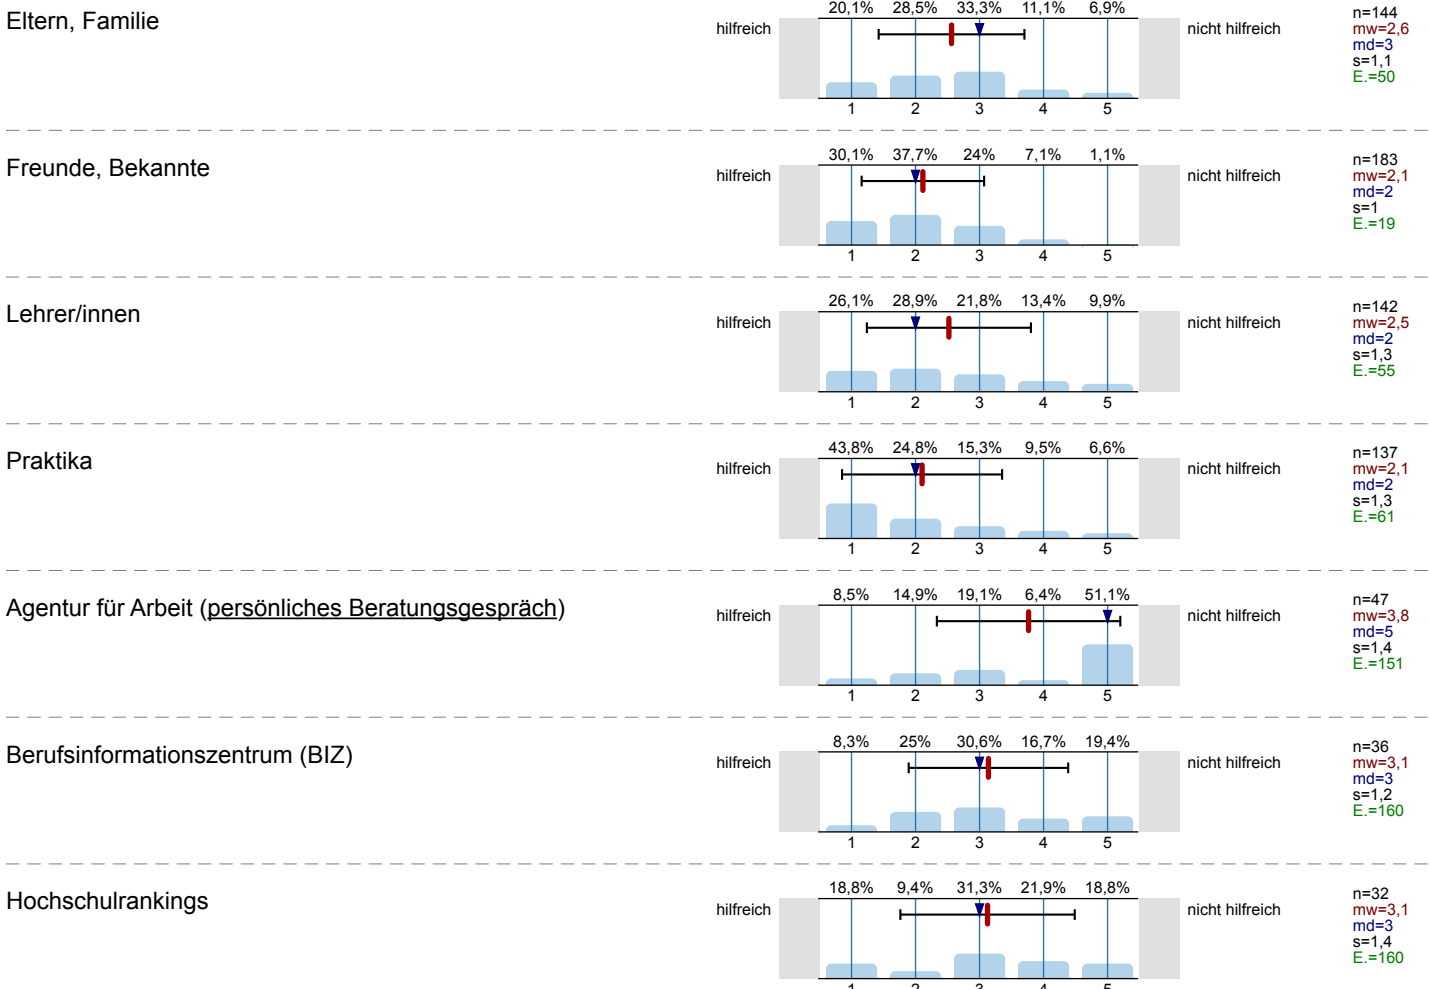 Eltern, Familie
20,1% 28,5% 33,3% 11,1% 6,9%
hilfreich
nicht hilfreich
1 2 3 4 5
n=144
mw=2,6
md=3
s=1,1
E.=50
Freunde, Bekannte
30,1% 37,7% 24% 7,1% 1,1%
hilfreich
nicht hilfreich
1 2 3 4 5
n=183
mw=2,1
md=2
s=1
E.=19
Lehrer/innen
26,1% 28,9% 21,8% 13,4% 9,9%
hilfreich
nicht hilfreich
1 2 3 4 5
n=142
mw=2,5
md=2
s=1,3
E.=55
Praktika
43,8% 24,8% 15,3% 9,5% 6,6%
hilfreich
nicht hilfreich
1 2 3 4 5
n=137
mw=2,1
md=2
s=1,3
E.=61
Agentur für Arbeit (persönliches Beratungsgespräch)
8,5% 14,9% 19,1% 6,4% 51,1%
hilfreich
nicht hilfreich
1 2 3 4 5
n=47
mw=3,8
md=5
s=1,4
E.=151
Berufsinformationszentrum (BIZ)
8,3% 25% 30,6% 16,7% 19,4%
hilfreich
nicht hilfreich
1 2 3 4 5
n=36
mw=3,1
md=3
s=1,2
E.=160
Hochschulrankings
18,8% 9,4% 31,3% 21,9% 18,8%
hilfreich
nicht hilfreich
1 2 3 4 5
n=32
mw=3,1
md=3
s=1,4
E.=160